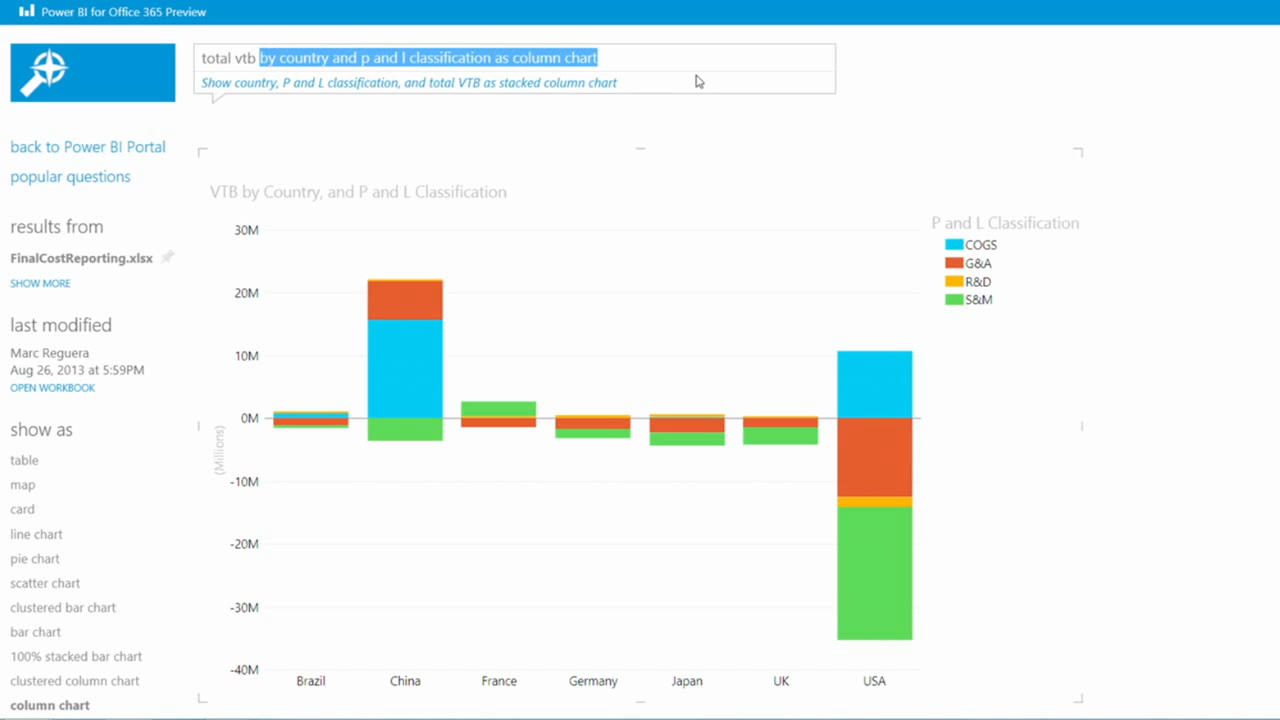 Power BI for Office 365 Preview
total vtb by country and p and l classification as column chart
Show country, P and L classification, and total VTB as stacked column chart
back to Power BI Portal
popular questions
results from
FinalCostReporting.xlsx
SHOW MORE
last modified
Marc Reguera
Aug 26, 2013 at 5:59PM
OPEN WORKBOOK
show as
table
map
card
line chart
pie chart
scatter chart
clustered bar chart
bar chart
100% stacked bar chart
clustered column chart
column chart
VTB by Country, and P and L Classification
30M
20M
10M
0M
-10M
-20M
-30M
-40M
(Millions)
Brazil China France Germany Japan UK USA
P and L Classification
COGS
G&A
R&D
S&M